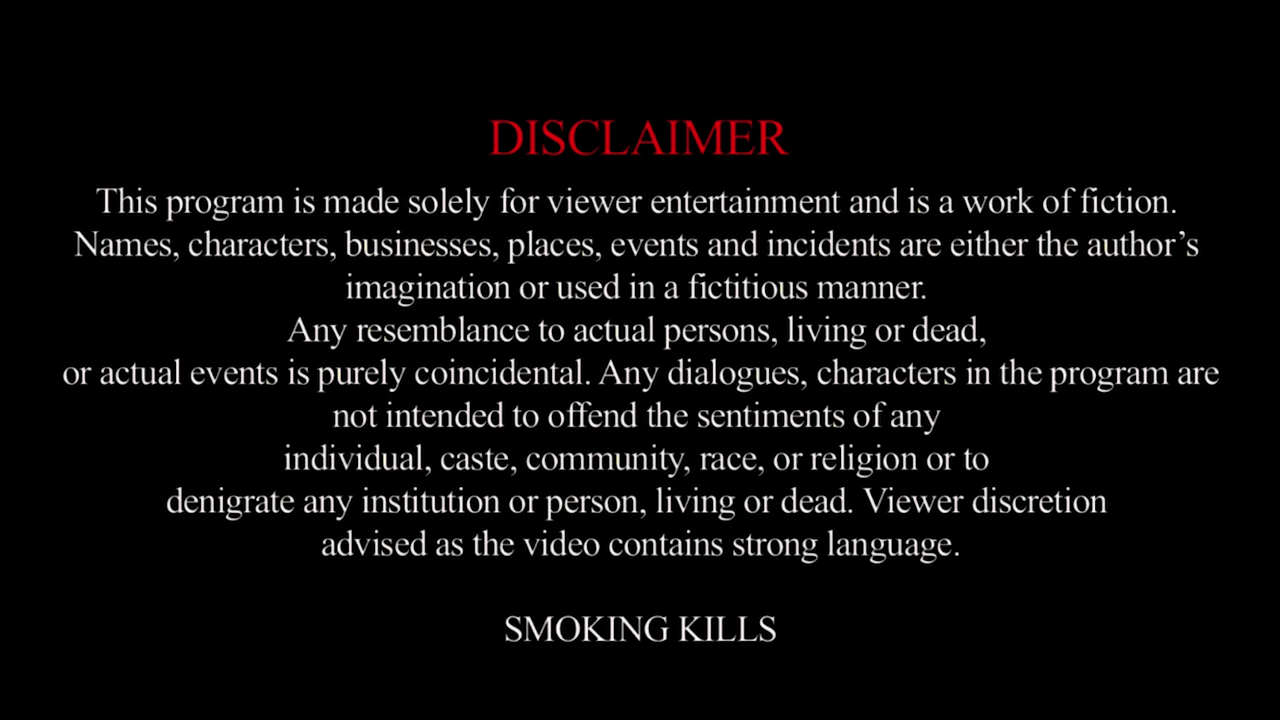 DISCLAIMER
This program is made solely for viewer entertainment and is a work of fiction.
Names, characters, businesses, places, events and incidents are either the author’s
imagination or used in a fictitious manner.
Any resemblance to actual persons, living or dead,
or actual events is purely coincidental. Any dialogues, characters in the program are
not intended to offend the sentiments of any
individual, caste, community, race, or religion or to
denigrate any institution or person, living or dead. Viewer discretion
advised as the video contains strong language.
SMOKING KILLS